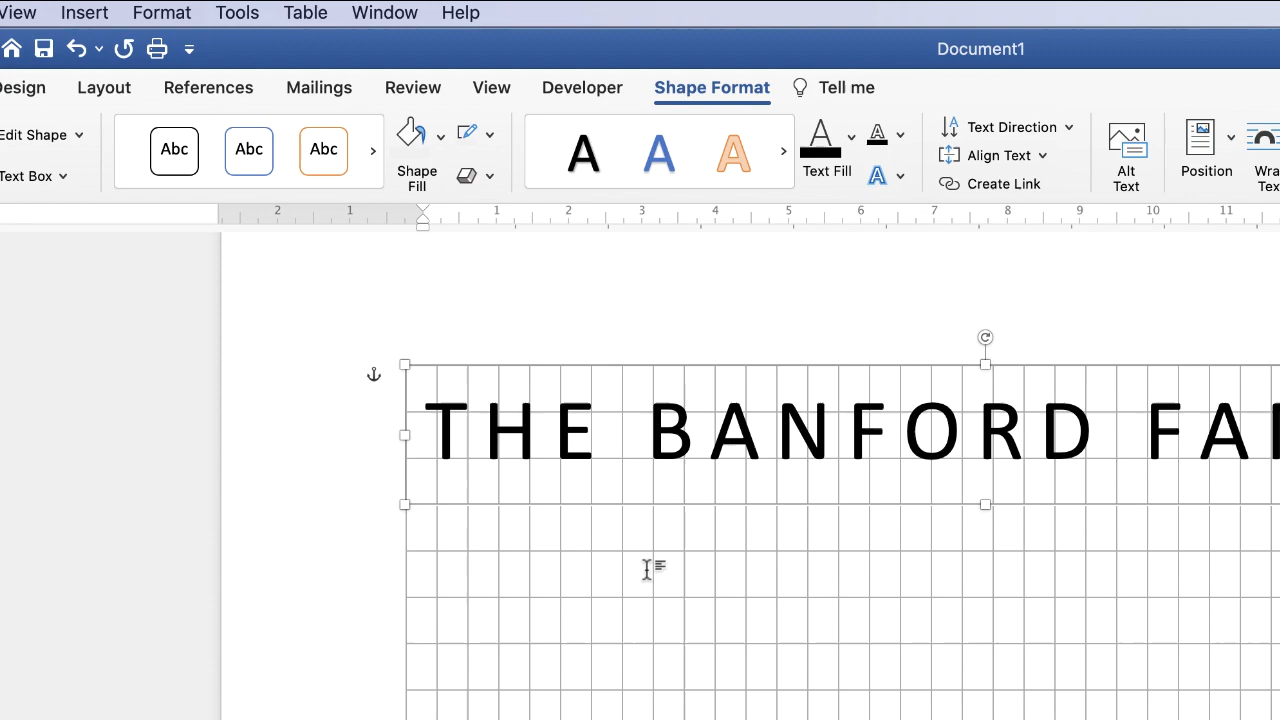 View Insert Format Tools Table Window Help
Document1
Design Layout References Mailings Review View Developer Shape Format Tell me
Edit Shape Abc Abc Abc A A A A A Text Direction
Align Text
Text Box Shape Fill A Text Fill Create Link Alt Text Position
2 1 1 2 3 4 5 6 7 8 9 10 11
THE BANFORD